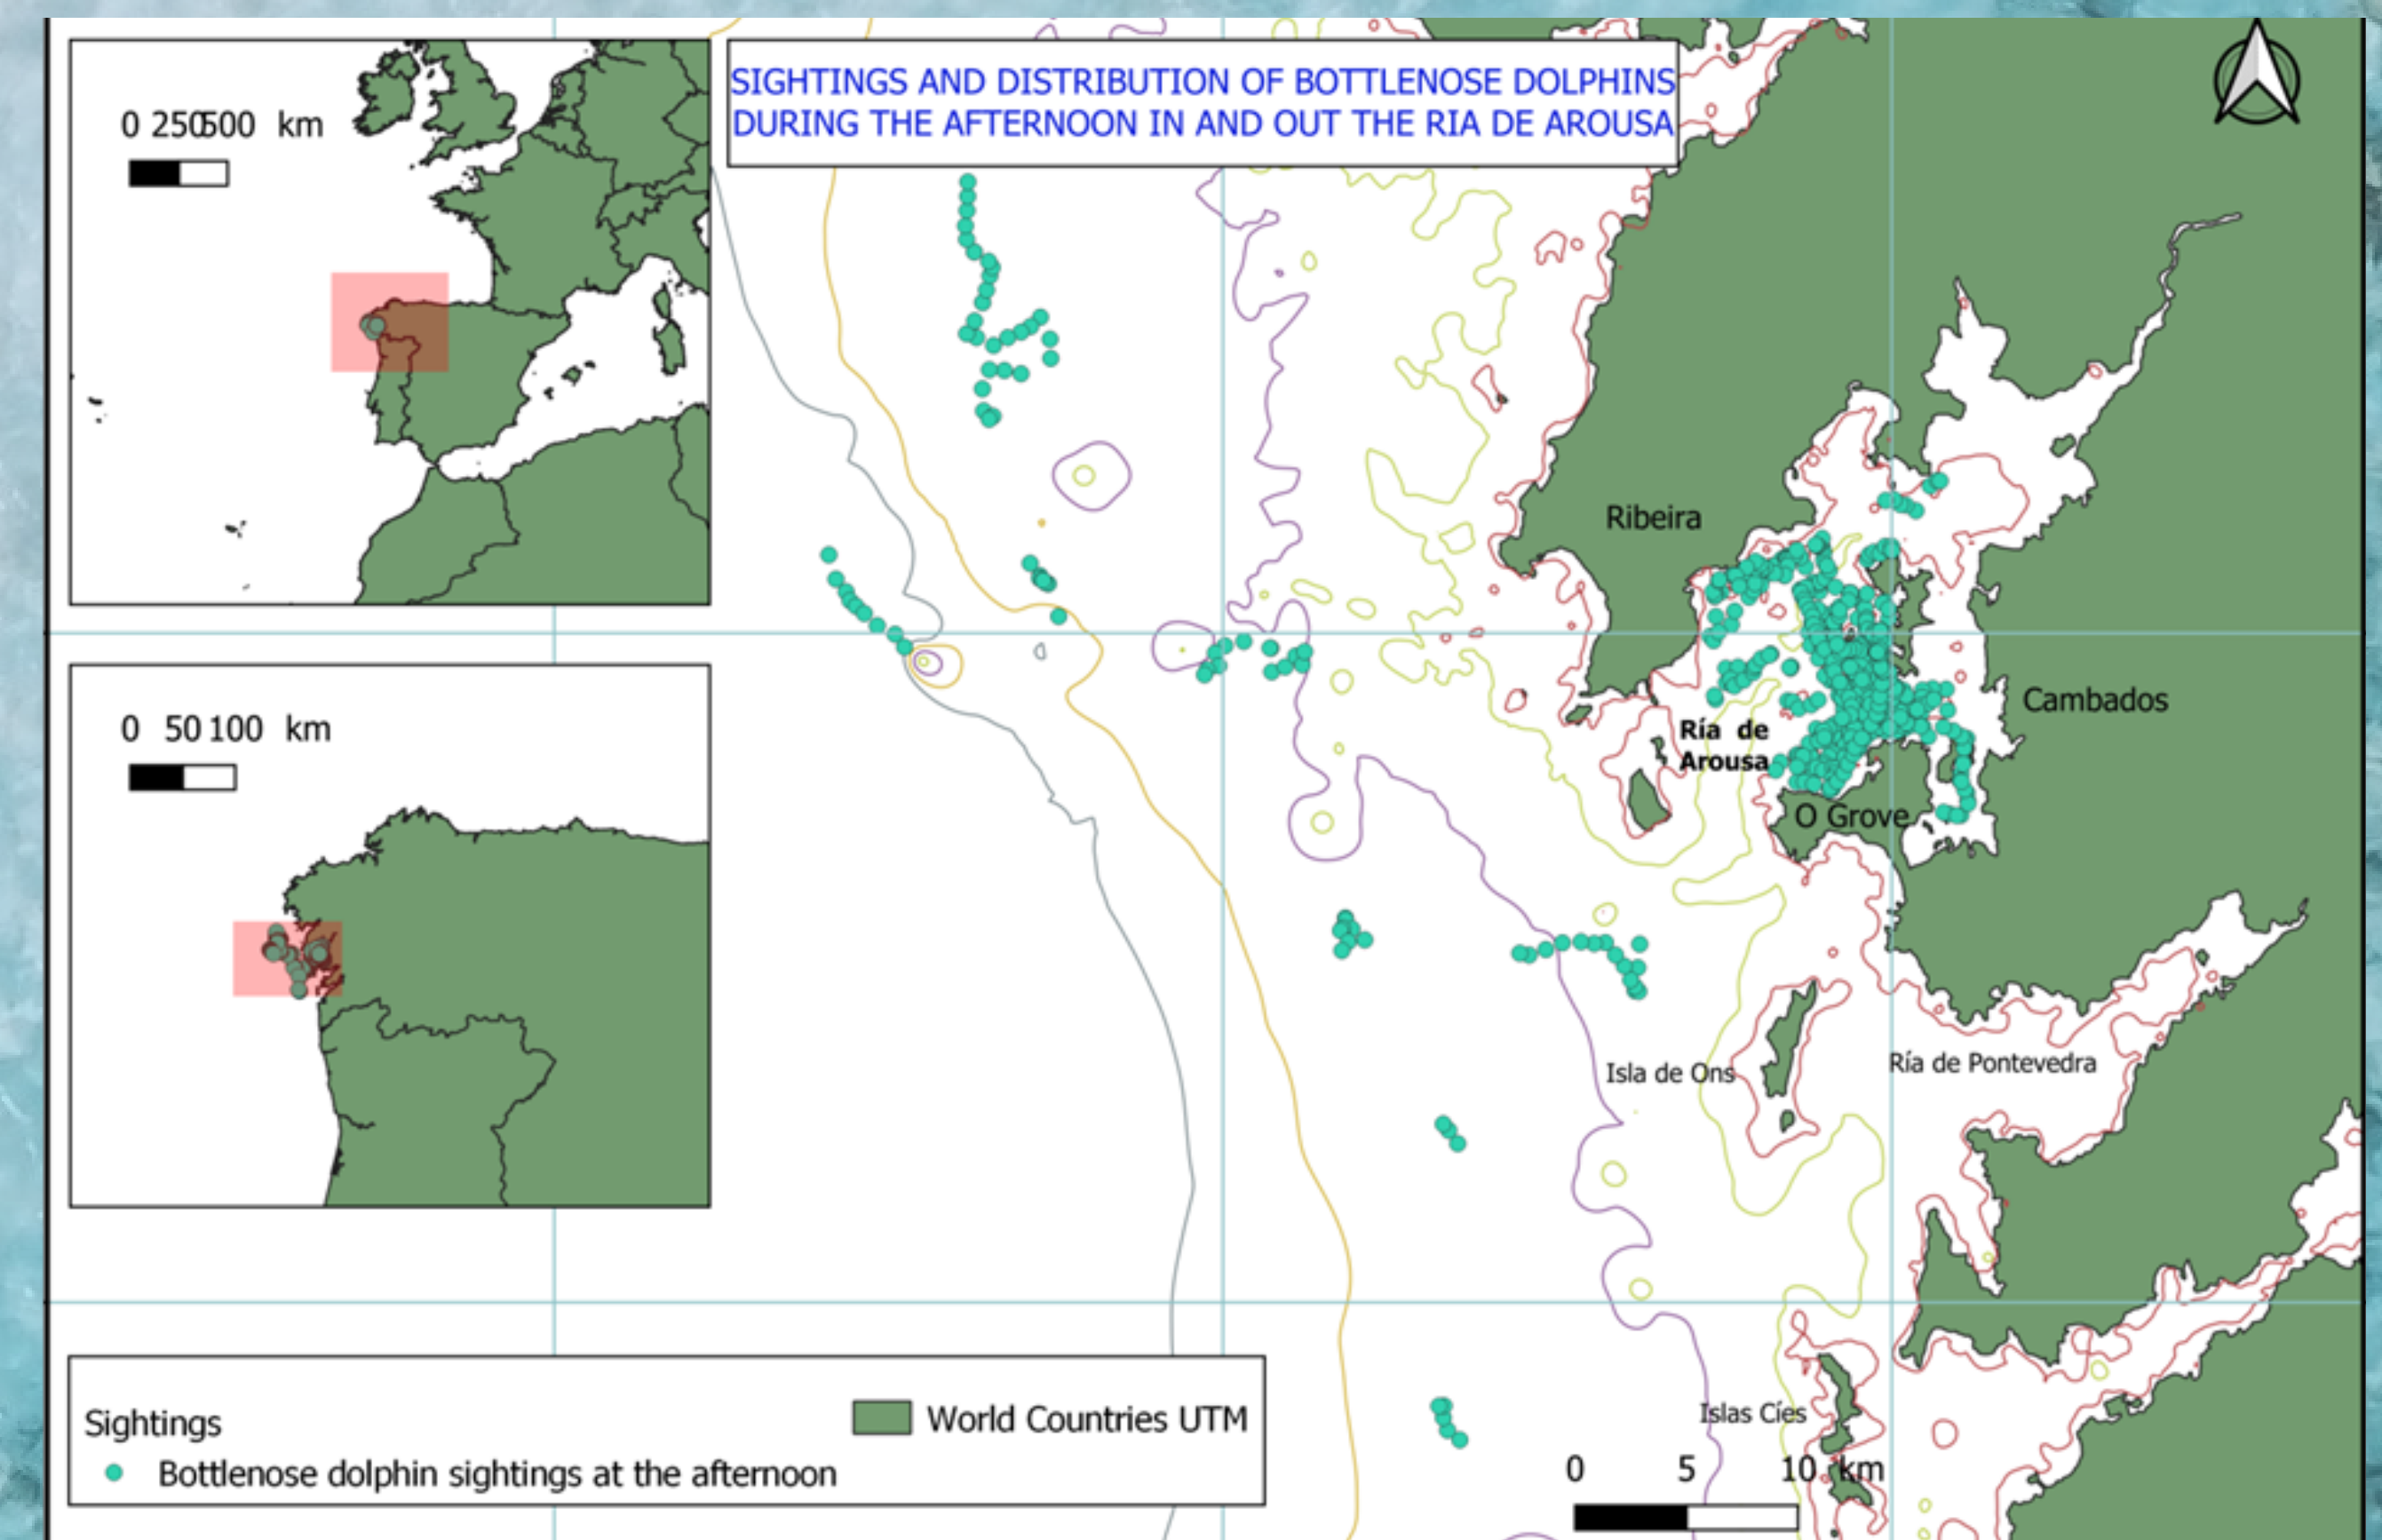 SIGHTINGS AND DISTRIBUTION OF BOTTLENOSE DOLPHINS
DURING THE AFTERNOON IN AND OUT THE RIA DE AROUSA
0 250 500 km
Ribeira
Cambados
Ría de
Arousa
O Grove
0 50 100 km
Isla de Ons
Ría de Pontevedra
Islas Cíes
0 5 10 km
Sightings
World Countries UTM
Bottlenose dolphin sightings at the afternoon